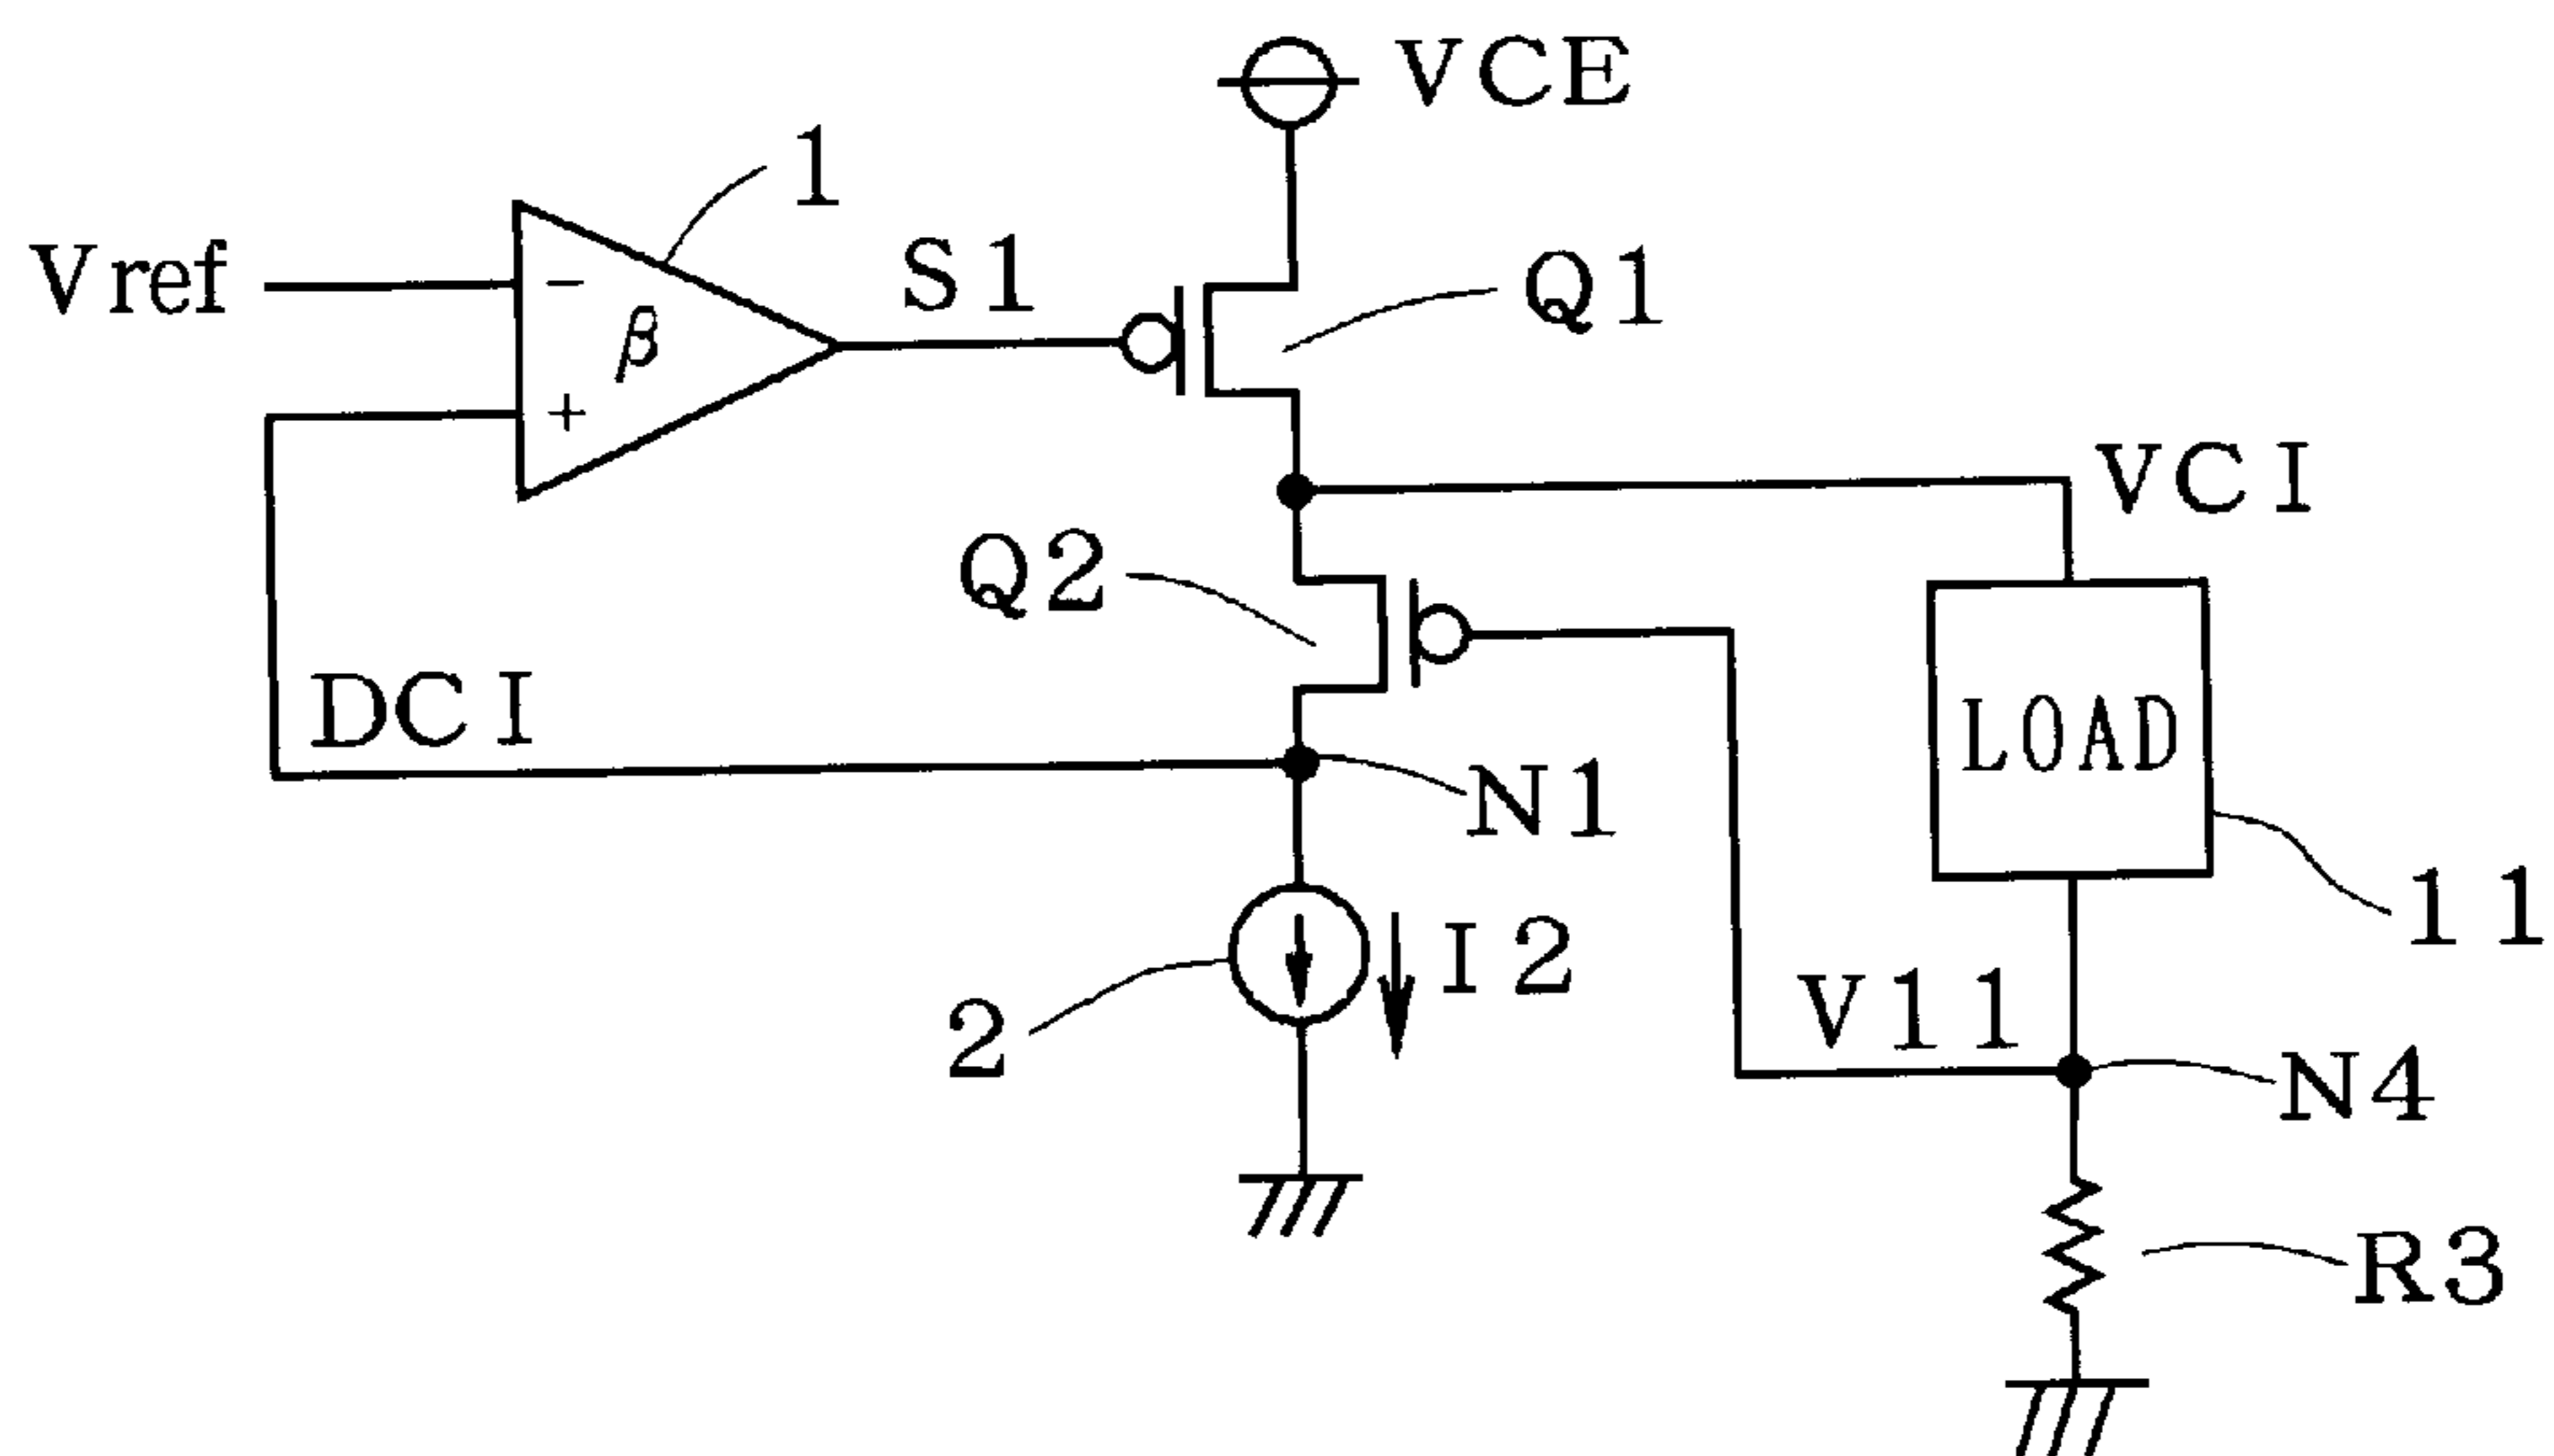 VCE
1
Vref
S1
Q1
−
β
+
VCI
Q2
LOAD
DCI
N1
11
I2
V11
2
N4
R3